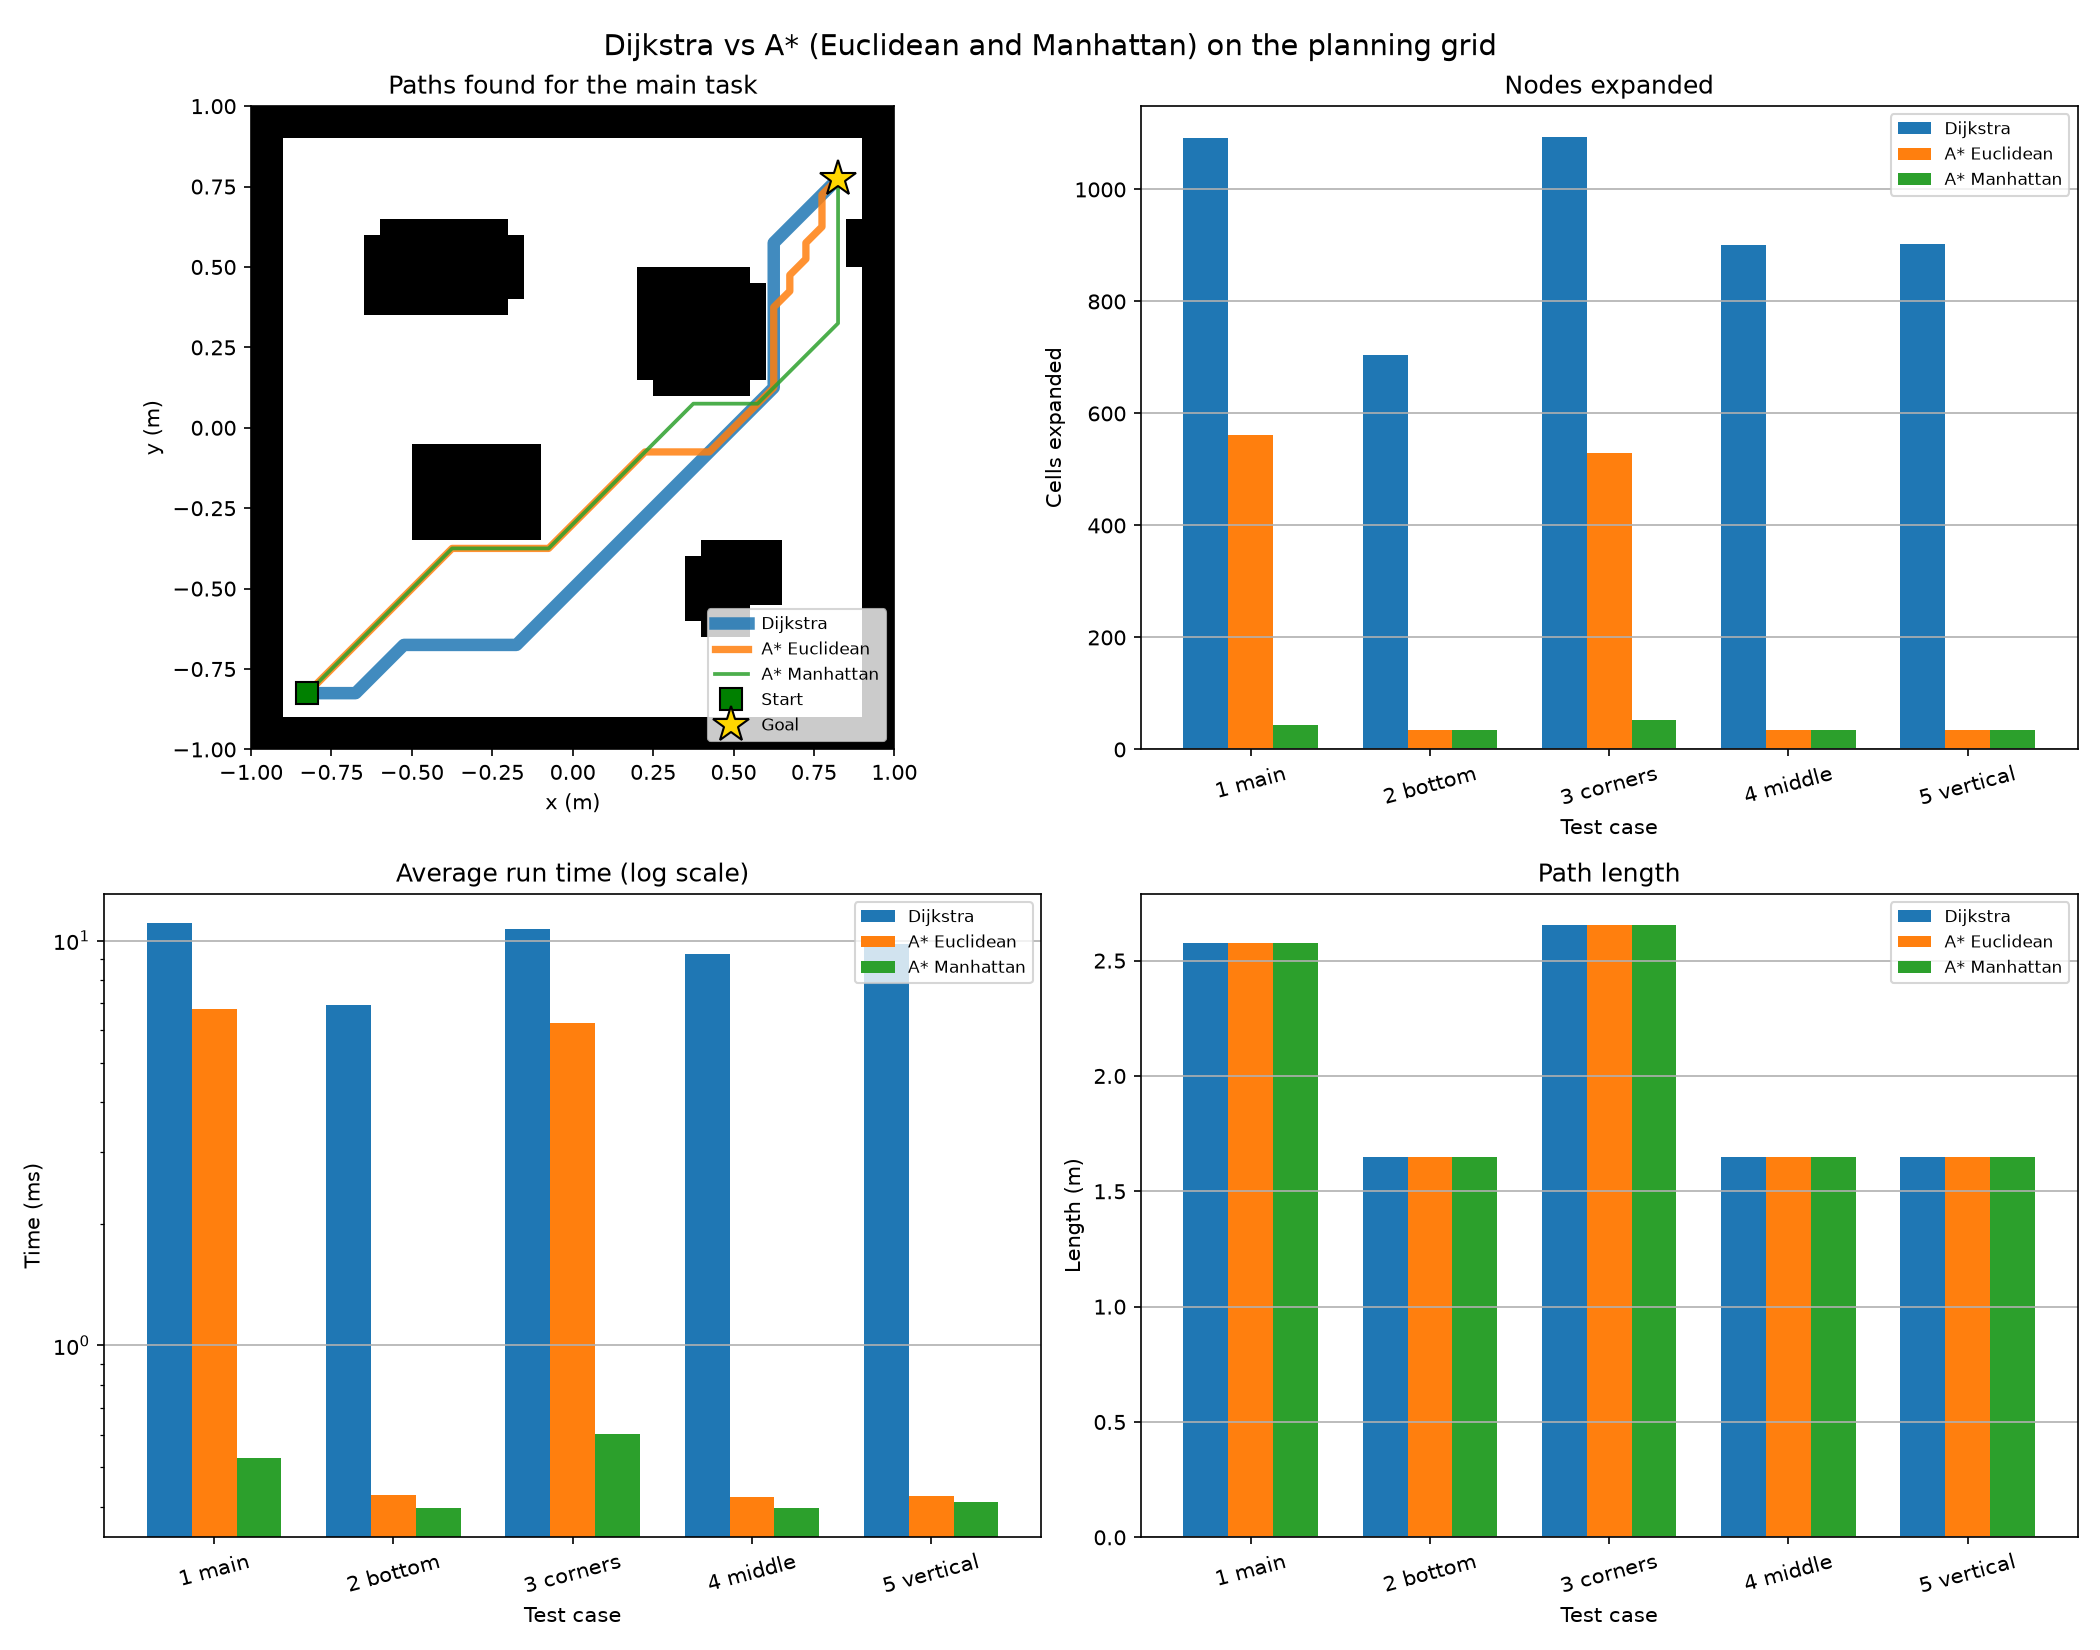 Dijkstra vs A* (Euclidean and Manhattan) on the planning grid
Paths found for the main task
1.00
0.75
0.50
0.25
0.00
−0.25
−0.50
−0.75
−1.00
y (m)
−1.00 −0.75 −0.50 −0.25 0.00 0.25 0.50 0.75 1.00
x (m)
Dijkstra
A* Euclidean
A* Manhattan
Start
Goal
Nodes expanded
1000
800
600
400
200
0
Cells expanded
1 main 2 bottom 3 corners 4 middle 5 vertical
Test case
Dijkstra
A* Euclidean
A* Manhattan
Average run time (log scale)
10¹
10⁰
Time (ms)
1 main 2 bottom 3 corners 4 middle 5 vertical
Test case
Dijkstra
A* Euclidean
A* Manhattan
Path length
2.5
2.0
1.5
1.0
0.5
0.0
Length (m)
1 main 2 bottom 3 corners 4 middle 5 vertical
Test case
Dijkstra
A* Euclidean
A* Manhattan